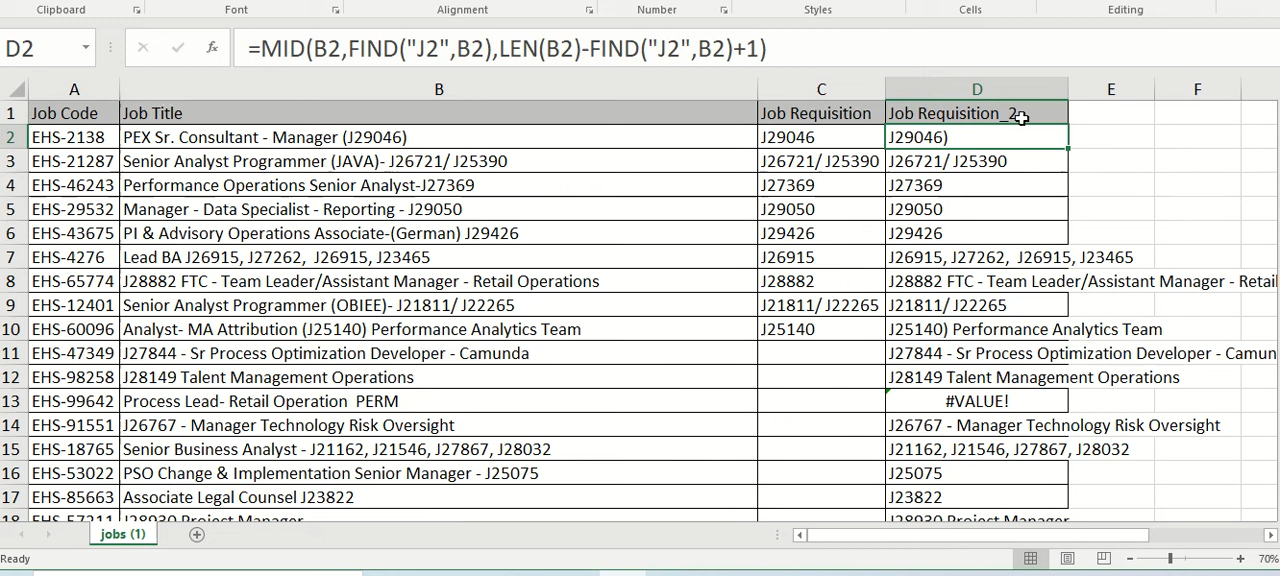 Clipboard Font Alignment Number Styles Cells Editing
D2 fx =MID(B2,FIND("J2",B2),LEN(B2)-FIND("J2",B2)+1)
A B C D E F
1 Job Code Job Title Job Requisition Job Requisition_2
2 EHS-2138 PEX Sr. Consultant - Manager (J29046) J29046 J29046)
3 EHS-21287 Senior Analyst Programmer (JAVA)- J26721/ J25390 J26721/ J25390 J26721/ J25390
4 EHS-46243 Performance Operations Senior Analyst-J27369 J27369 J27369
5 EHS-29532 Manager - Data Specialist - Reporting - J29050 J29050 J29050
6 EHS-43675 PI & Advisory Operations Associate-(German) J29426 J29426 J29426
7 EHS-4276 Lead BA J26915, J27262,  J26915, J23465 J26915 J26915, J27262,  J26915, J23465
8 EHS-65774 J28882 FTC - Team Leader/Assistant Manager - Retail Operations J28882 J28882 FTC - Team Leader/Assistant Manager - Retail
9 EHS-12401 Senior Analyst Programmer (OBIEE)- J21811/ J22265 J21811/ J22265 J21811/ J22265
10 EHS-60096 Analyst- MA Attribution (J25140) Performance Analytics Team J25140 J25140) Performance Analytics Team
11 EHS-47349 J27844 - Sr Process Optimization Developer - Camunda J27844 - Sr Process Optimization Developer - Camun
12 EHS-98258 J28149 Talent Management Operations J28149 Talent Management Operations
13 EHS-99642 Process Lead- Retail Operation  PERM #VALUE!
14 EHS-91551 J26767 - Manager Technology Risk Oversight J26767 - Manager Technology Risk Oversight
15 EHS-18765 Senior Business Analyst - J21162, J21546, J27867, J28032 J21162, J21546, J27867, J28032
16 EHS-53022 PSO Change & Implementation Senior Manager - J25075 J25075
17 EHS-85663 Associate Legal Counsel J23822 J23822
18 EHS-57211 J28930 Project Manager J28930 Project Manager
jobs (1)
Ready 70%